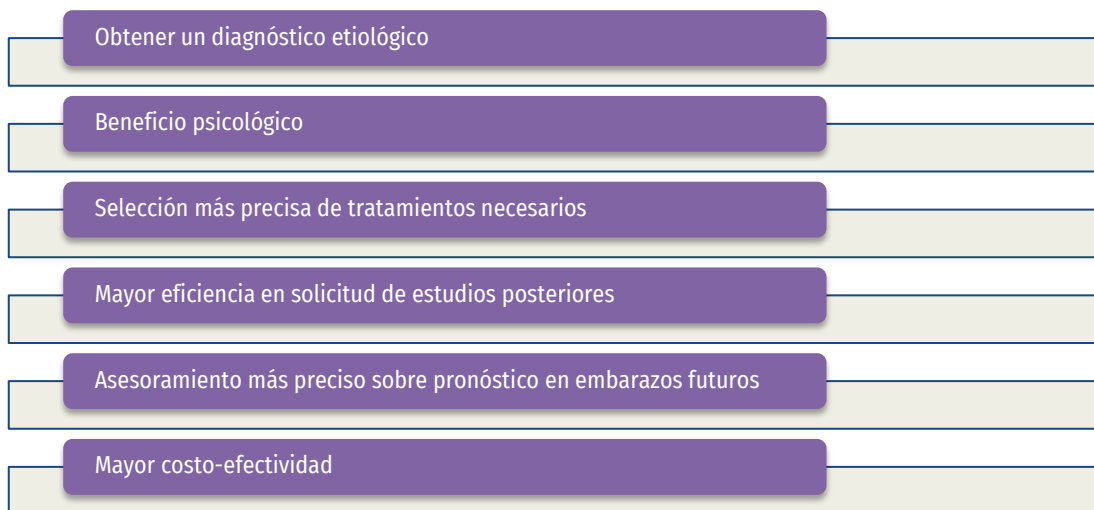 Obtener un diagnóstico etiológico
Beneficio psicológico
Selección más precisa de tratamientos necesarios
Mayor eficiencia en solicitud de estudios posteriores
Asesoramiento más preciso sobre pronóstico en embarazos futuros
Mayor costo-efectividad